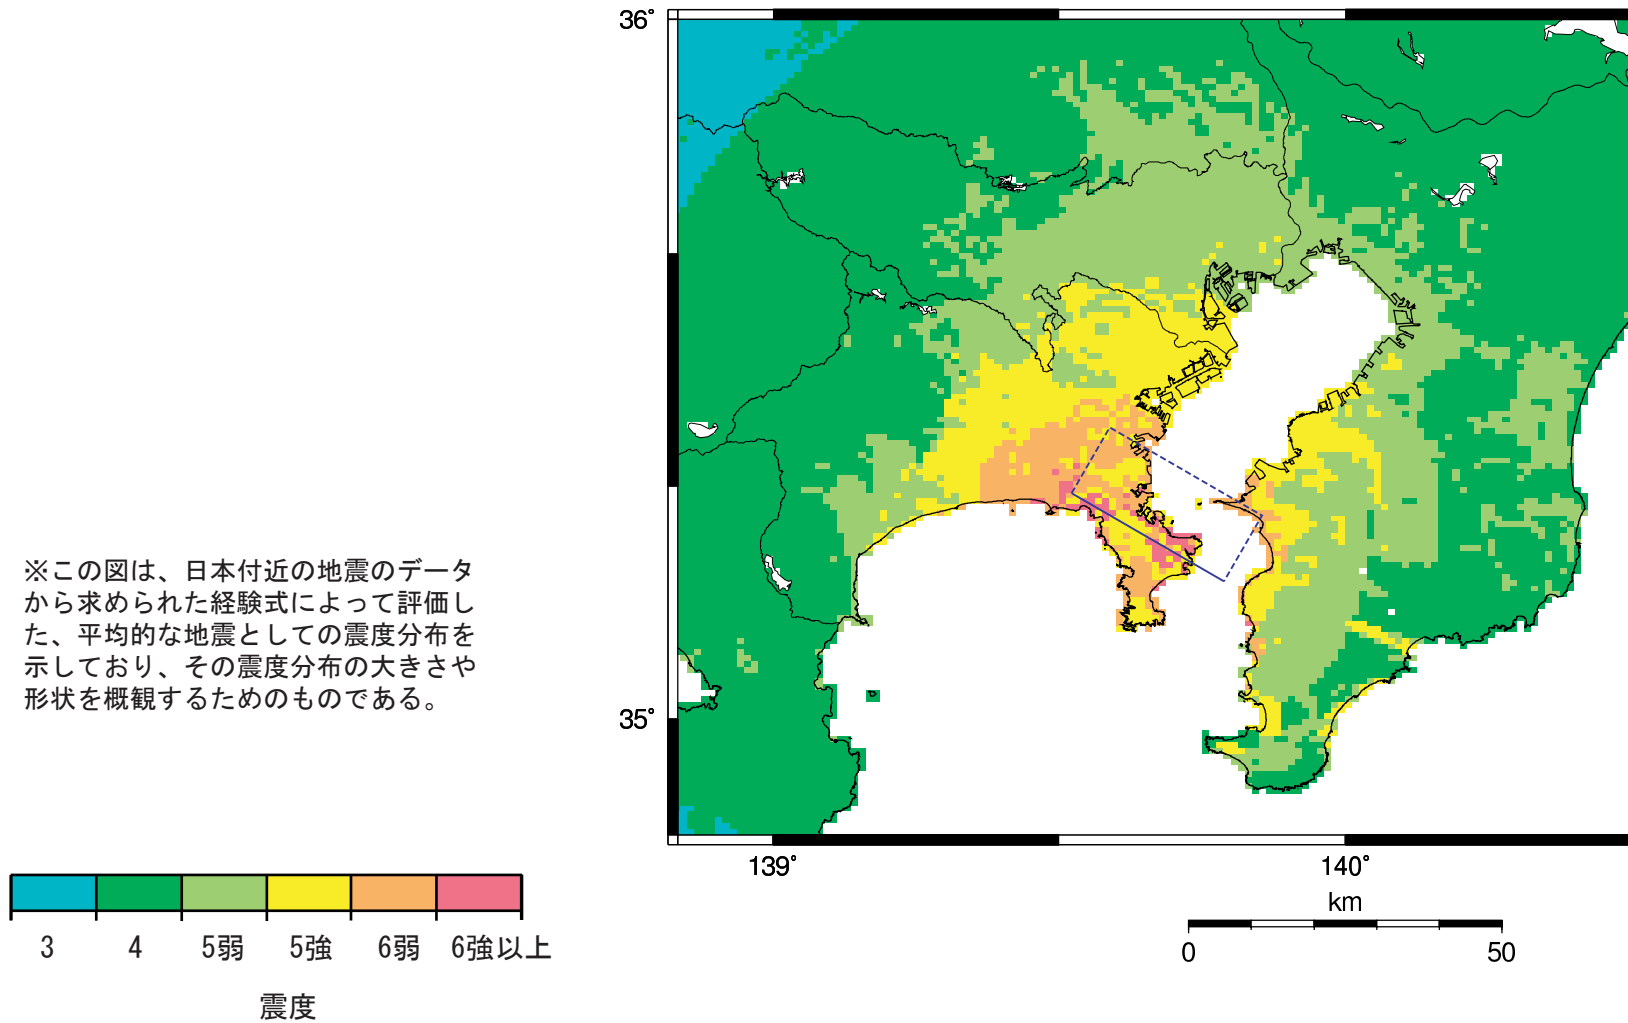 36°
※この図は、日本付近の地震のデータ
から求められた経験式によって評価し
た、平均的な地震としての震度分布を
示しており、その震度分布の大きさや
形状を概観するためのものである。
35°
139° 140°
km
0 50
3 4 5弱 5強 6弱 6強以上
震度